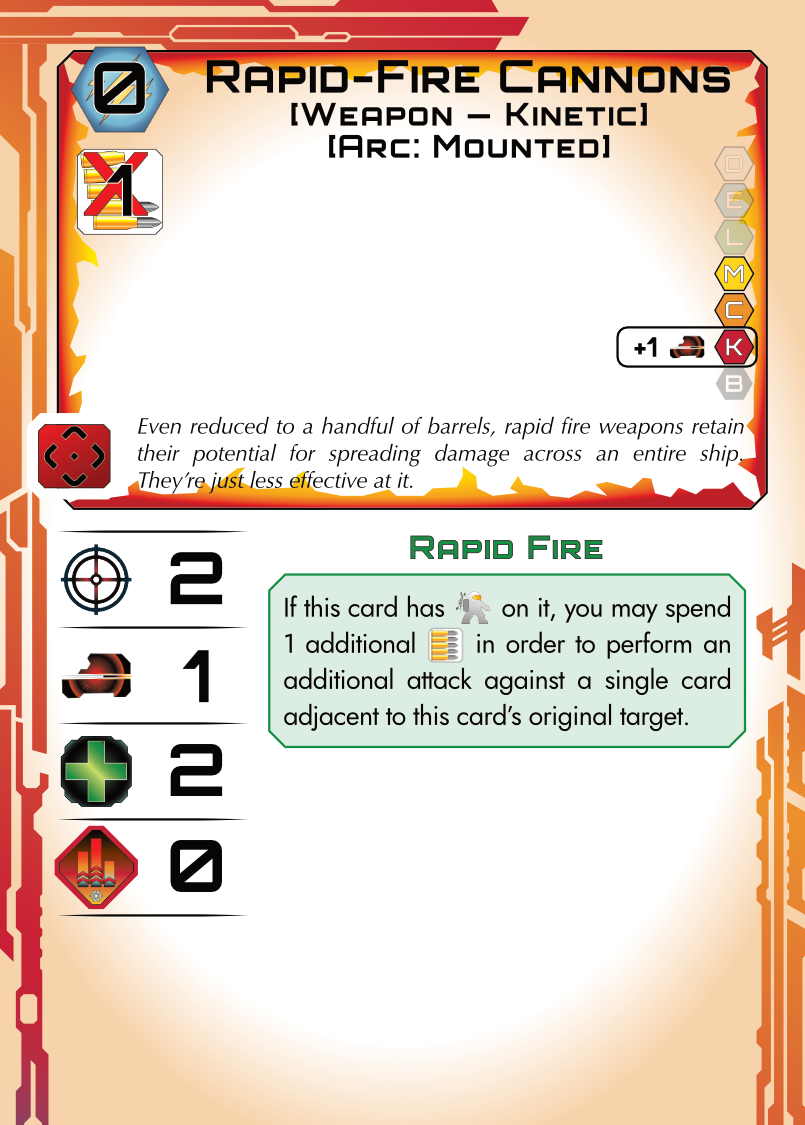 0
Rapid-Fire Cannons
[Weapon – Kinetic]
[Arc: Mounted]
1
D
E
L
M
C
+1 K
B
Even reduced to a handful of barrels, rapid fire weapons retain
their potential for spreading damage across an entire ship.
They're just less effective at it.
2
1
2
0
Rapid Fire
If this card has on it, you may spend
1 additional in order to perform an
additional attack against a single card
adjacent to this card's original target.